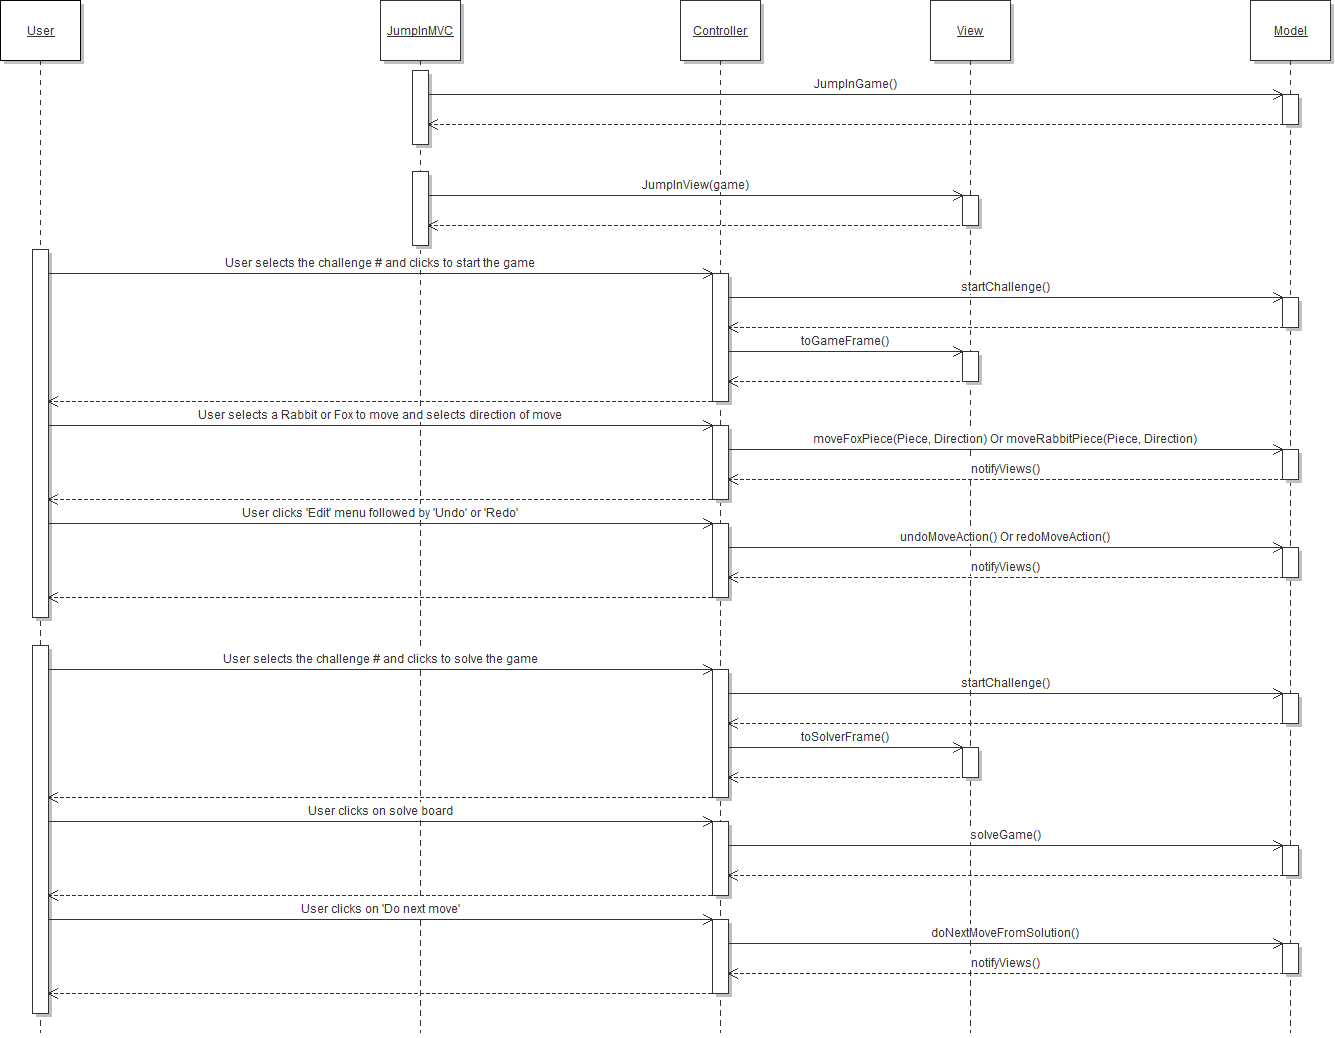 User
JumpInMVC
Controller
View
Model
JumpInGame()
JumpInView(game)
User selects the challenge # and clicks to start the game
startChallenge()
toGameFrame()
User selects a Rabbit or Fox to move and selects direction of move
moveFoxPiece(Piece, Direction) Or moveRabbitPiece(Piece, Direction)
notifyViews()
User clicks 'Edit' menu followed by 'Undo' or 'Redo'
undoMoveAction() Or redoMoveAction()
notifyViews()
User selects the challenge # and clicks to solve the game
startChallenge()
toSolverFrame()
User clicks on solve board
solveGame()
User clicks on 'Do next move'
doNextMoveFromSolution()
notifyViews()